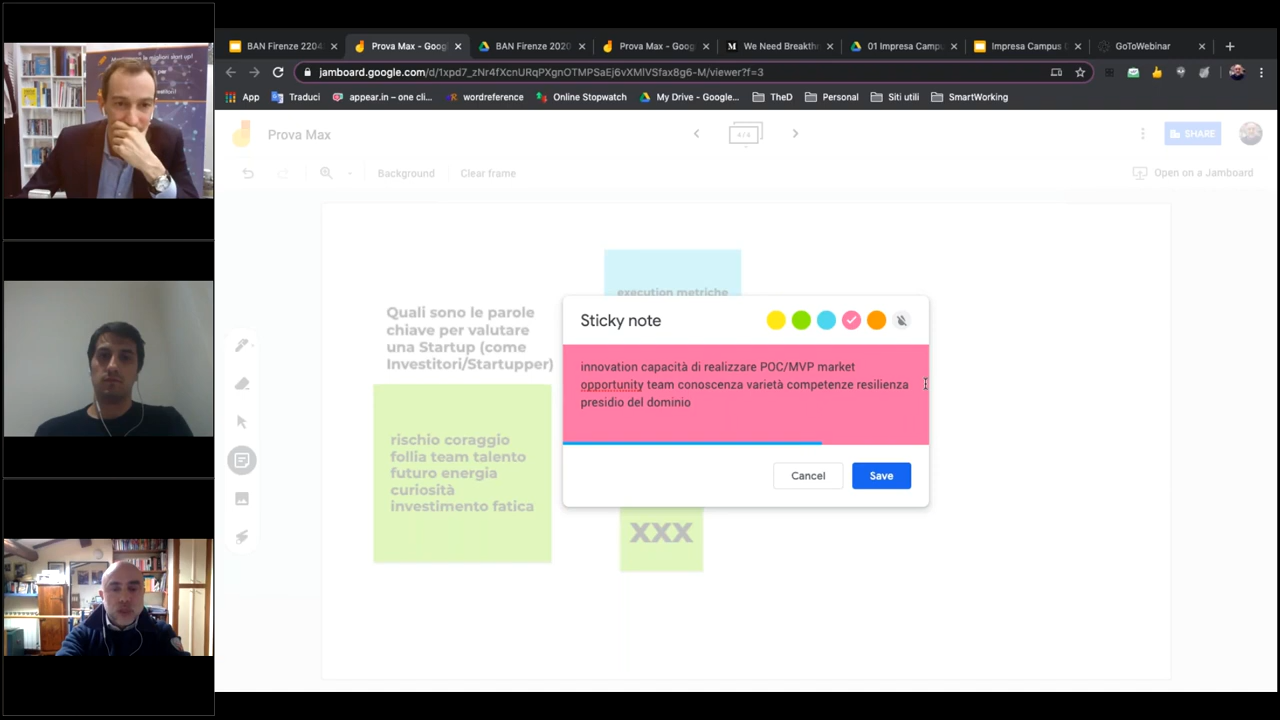 BAN Firenze 2204
Prova Max - Goog
BAN Firenze 2020
Prova Max - Goog
We Need Breakth
01 Impresa Camp
Impresa Campus
GoToWebinar
jamboard.google.com/d/1xpd7_zNr4fXcnURqPXgnOTMPSaEj6vXMlVSfax8g6-M/viewer?f=3
App
Traduci
appear.in – one cli...
wordreference
Online Stopwatch
My Drive - Google...
TheD
Personal
Siti utili
SmartWorking
Prova Max
4/4
SHARE
Background
Clear frame
Open on a Jamboard
execution metriche
Quali sono le parole
chiave per valutare
una Startup (come
Investitori/Startupper)
rischio coraggio
follia team talento
futuro energia
curiosità
investimento fatica
Sticky note
innovation capacità di realizzare POC/MVP market
opportunity team conoscenza varietà competenze resilienza
presidio del dominio
Cancel
Save
XXX